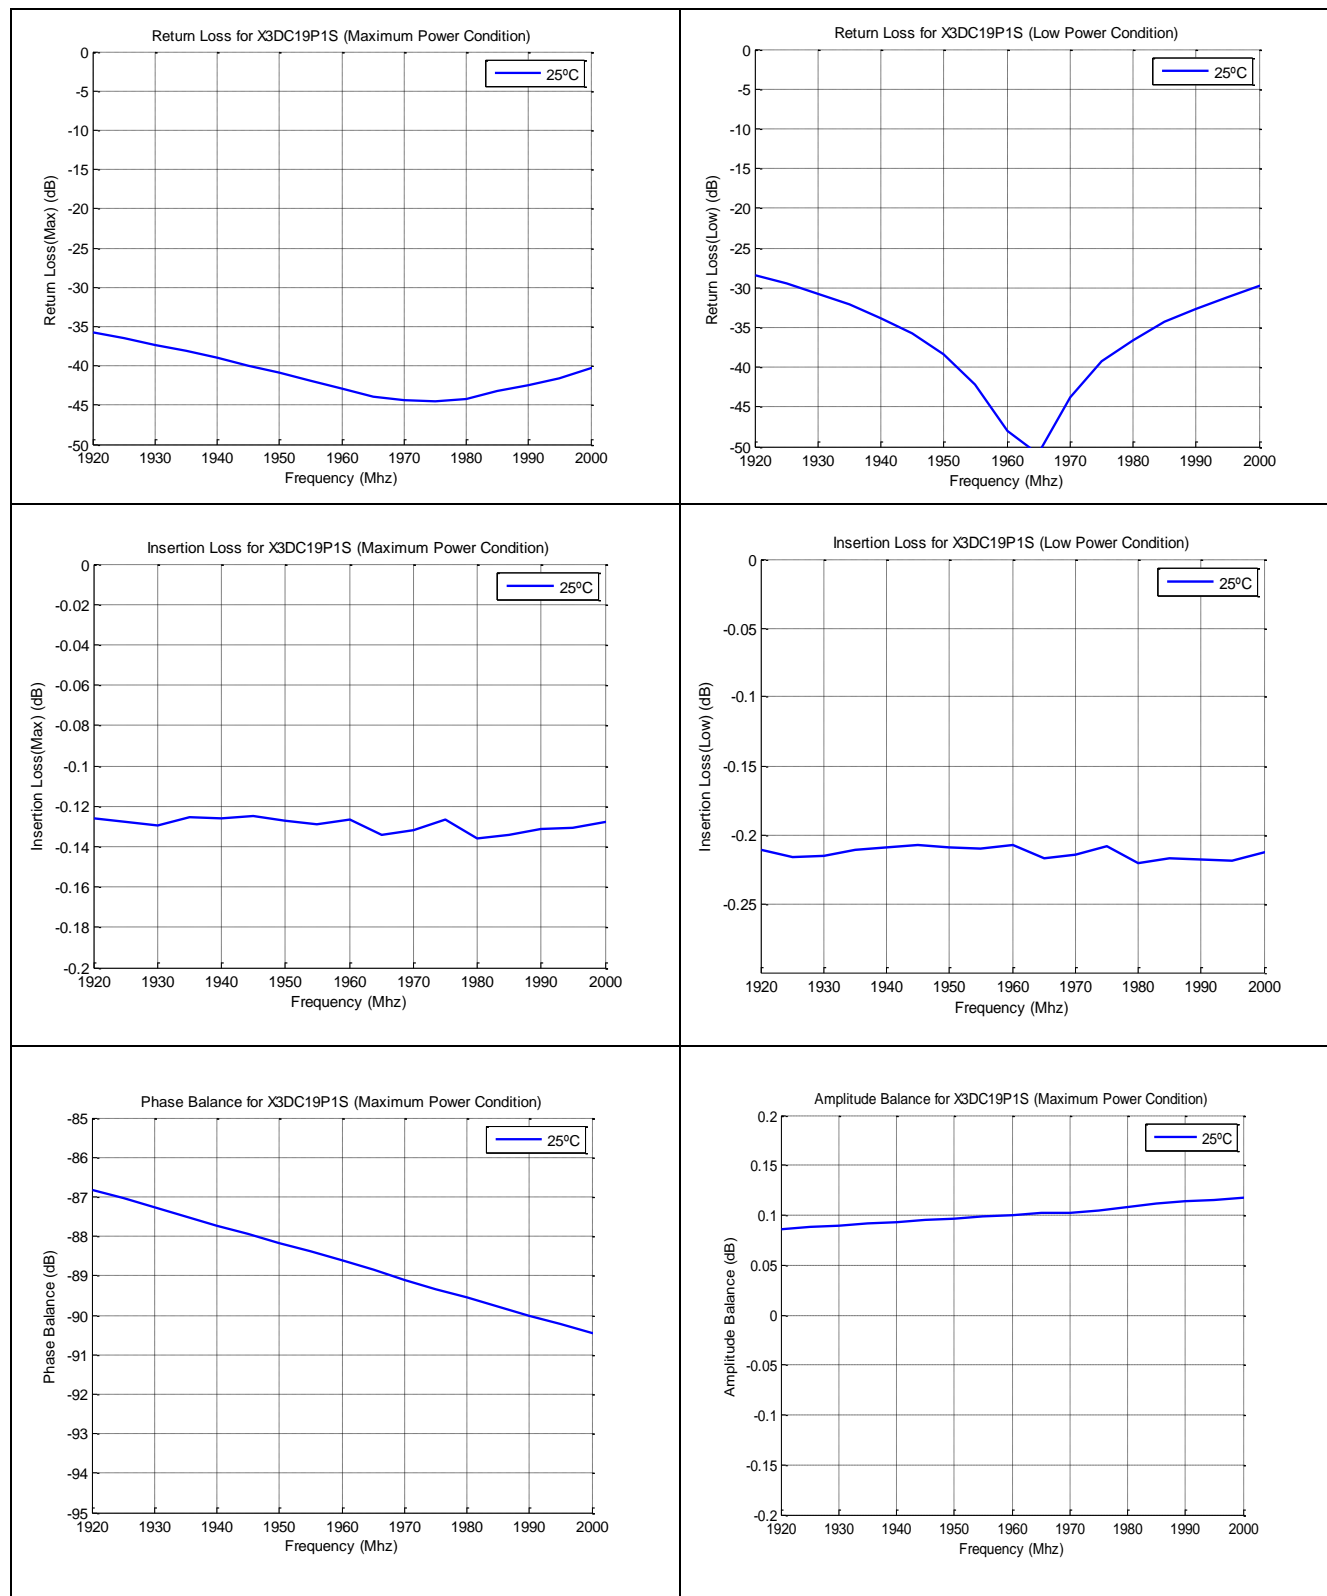 Return Loss for X3DC19P1S (Maximum Power Condition)
25ºC
Return Loss(Max) (dB)
0
-5
-10
-15
-20
-25
-30
-35
-40
-45
-50
1920 1930 1940 1950 1960 1970 1980 1990 2000
Frequency (Mhz)
Return Loss for X3DC19P1S (Low Power Condition)
25ºC
Return Loss(Low) (dB)
0
-5
-10
-15
-20
-25
-30
-35
-40
-45
-50
1920 1930 1940 1950 1960 1970 1980 1990 2000
Frequency (Mhz)
Insertion Loss for X3DC19P1S (Maximum Power Condition)
25ºC
Insertion Loss(Max) (dB)
0
-0.02
-0.04
-0.06
-0.08
-0.1
-0.12
-0.14
-0.16
-0.18
-0.2
1920 1930 1940 1950 1960 1970 1980 1990 2000
Frequency (Mhz)
Insertion Loss for X3DC19P1S (Low Power Condition)
25ºC
Insertion Loss(Low) (dB)
0
-0.05
-0.1
-0.15
-0.2
-0.25
1920 1930 1940 1950 1960 1970 1980 1990 2000
Frequency (Mhz)
Phase Balance for X3DC19P1S (Maximum Power Condition)
25ºC
Phase Balance (dB)
-85
-86
-87
-88
-89
-90
-91
-92
-93
-94
-95
1920 1930 1940 1950 1960 1970 1980 1990 2000
Frequency (Mhz)
Amplitude Balance for X3DC19P1S (Maximum Power Condition)
25ºC
Amplitude Balance (dB)
0.2
0.15
0.1
0.05
0
-0.05
-0.1
-0.15
-0.2
1920 1930 1940 1950 1960 1970 1980 1990 2000
Frequency (Mhz)